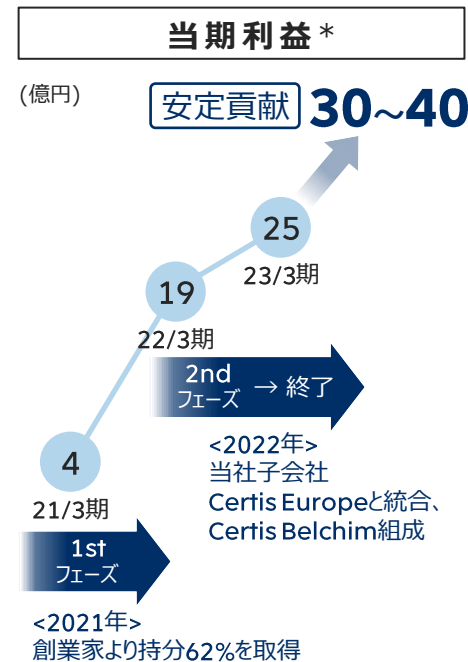 当期利益*
(億円)
安定貢献 30~40
25
23/3期
19
22/3期
2nd
フェーズ → 終了
<2022年>
当社子会社
Certis Europeと統合、
Certis Belchim組成
4
21/3期
1st
フェーズ
<2021年>
創業家より持分62%を取得